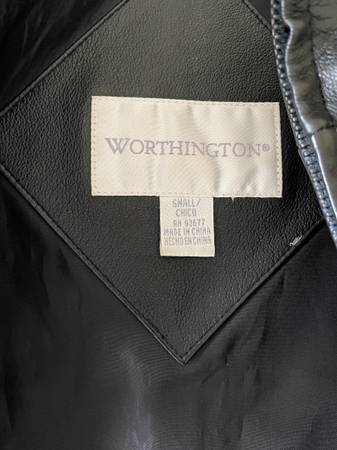 WORTHINGTON®
SMALL/
CHICO
RN 93677
MADE IN CHINA
HECHO EN CHINA